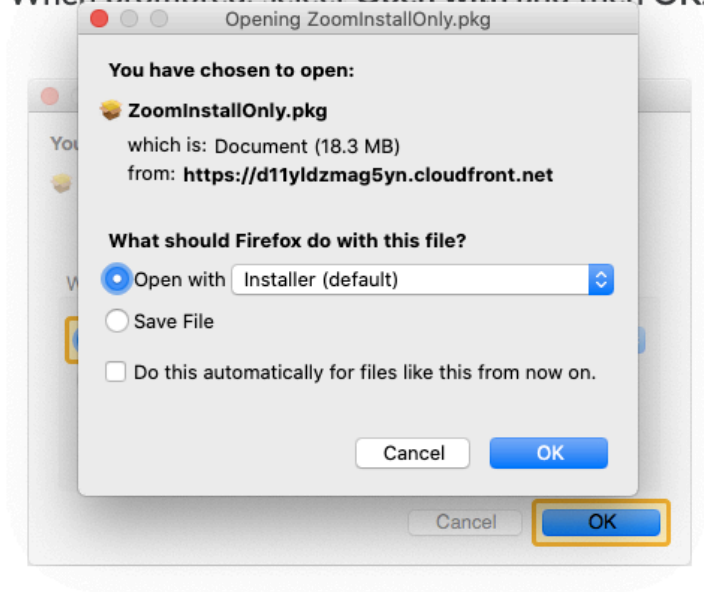 Opening ZoomInstallOnly.pkg
You have chosen to open:
ZoomInstallOnly.pkg
which is: Document (18.3 MB)
from: https://d11yldzmag5yn.cloudfront.net
What should Firefox do with this file?
Open with Installer (default)
Save File
Do this automatically for files like this from now on.
Cancel OK
Cancel OK